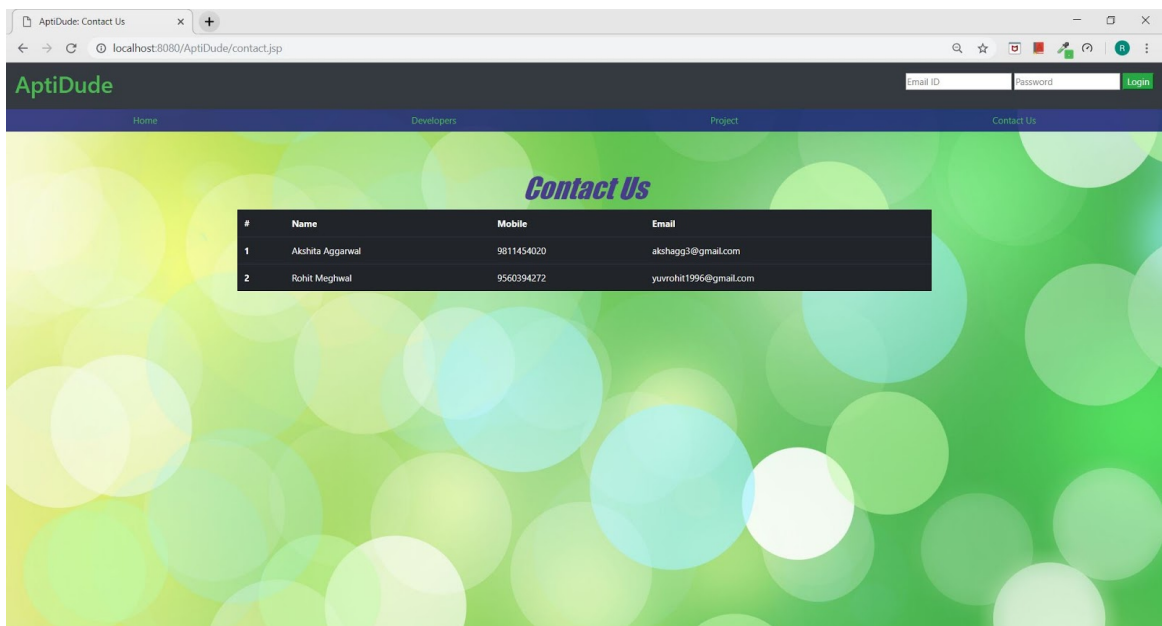 AptiDude: Contact Us
localhost:8080/AptiDude/contact.jsp
R
AptiDude
Email ID Password Login
Home Developers Project Contact Us
Contact Us
# Name Mobile Email
1 Akshita Aggarwal 9811454020 akshagg3@gmail.com
2 Rohit Meghwal 9560394272 yuvrohit1996@gmail.com